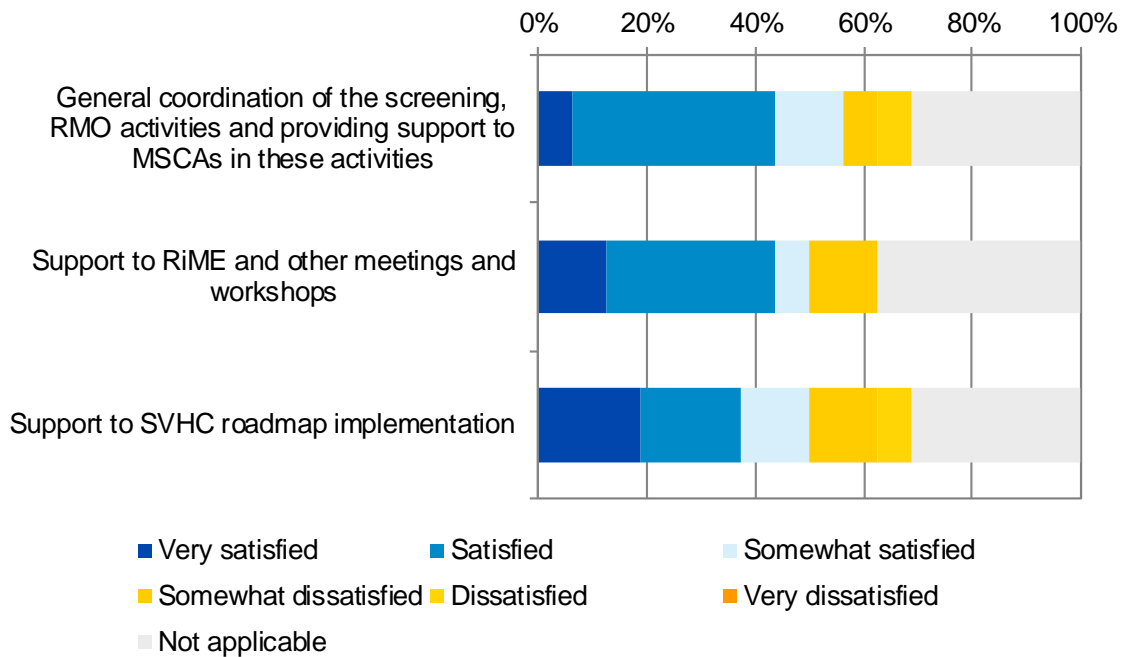 0% 20% 40% 60% 80% 100%
General coordination of the screening,
RMO activities and providing support to
MSCAs in these activities
Support to RiME and other meetings and
workshops
Support to SVHC roadmap implementation
Very satisfied Satisfied Somewhat satisfied
Somewhat dissatisfied Dissatisfied Very dissatisfied
Not applicable